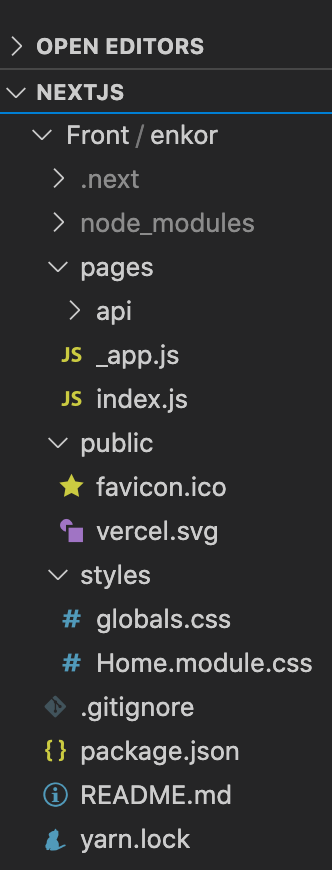 OPEN EDITORS
NEXTJS
Front / enkor
.next
node_modules
pages
api
JS _app.js
JS index.js
public
favicon.ico
vercel.svg
styles
# globals.css
# Home.module.css
.gitignore
{} package.json
README.md
yarn.lock